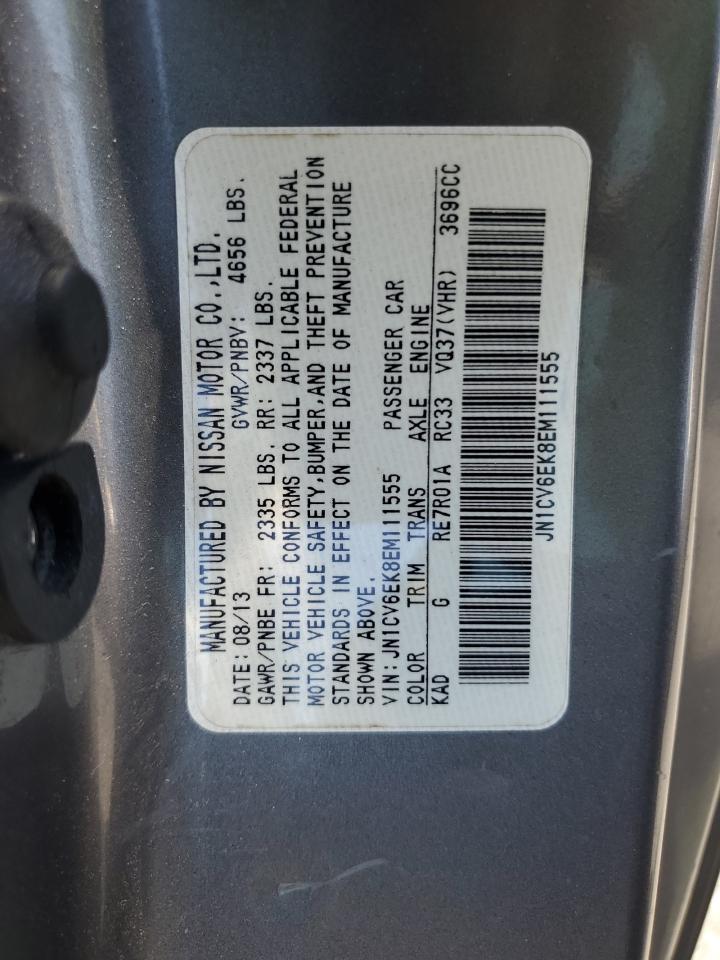 MANUFACTURED BY NISSAN MOTOR CO.,LTD.
DATE: 08/13 GVWR/PNBV: 4656 LBS.
GAWR/PNBE FR: 2335 LBS. RR: 2337 LBS.
THIS VEHICLE CONFORMS TO ALL APPLICABLE FEDERAL
MOTOR VEHICLE SAFETY,BUMPER,AND THEFT PREVENTION
STANDARDS IN EFFECT ON THE DATE OF MANUFACTURE
SHOWN ABOVE.
VIN: JN1CV6EK8EM111555 PASSENGER CAR
COLOR TRIM TRANS AXLE ENGINE
KAD G RE7R01A RC33 VQ37(VHR) 3696CC
JN1CV6EK8EM111555